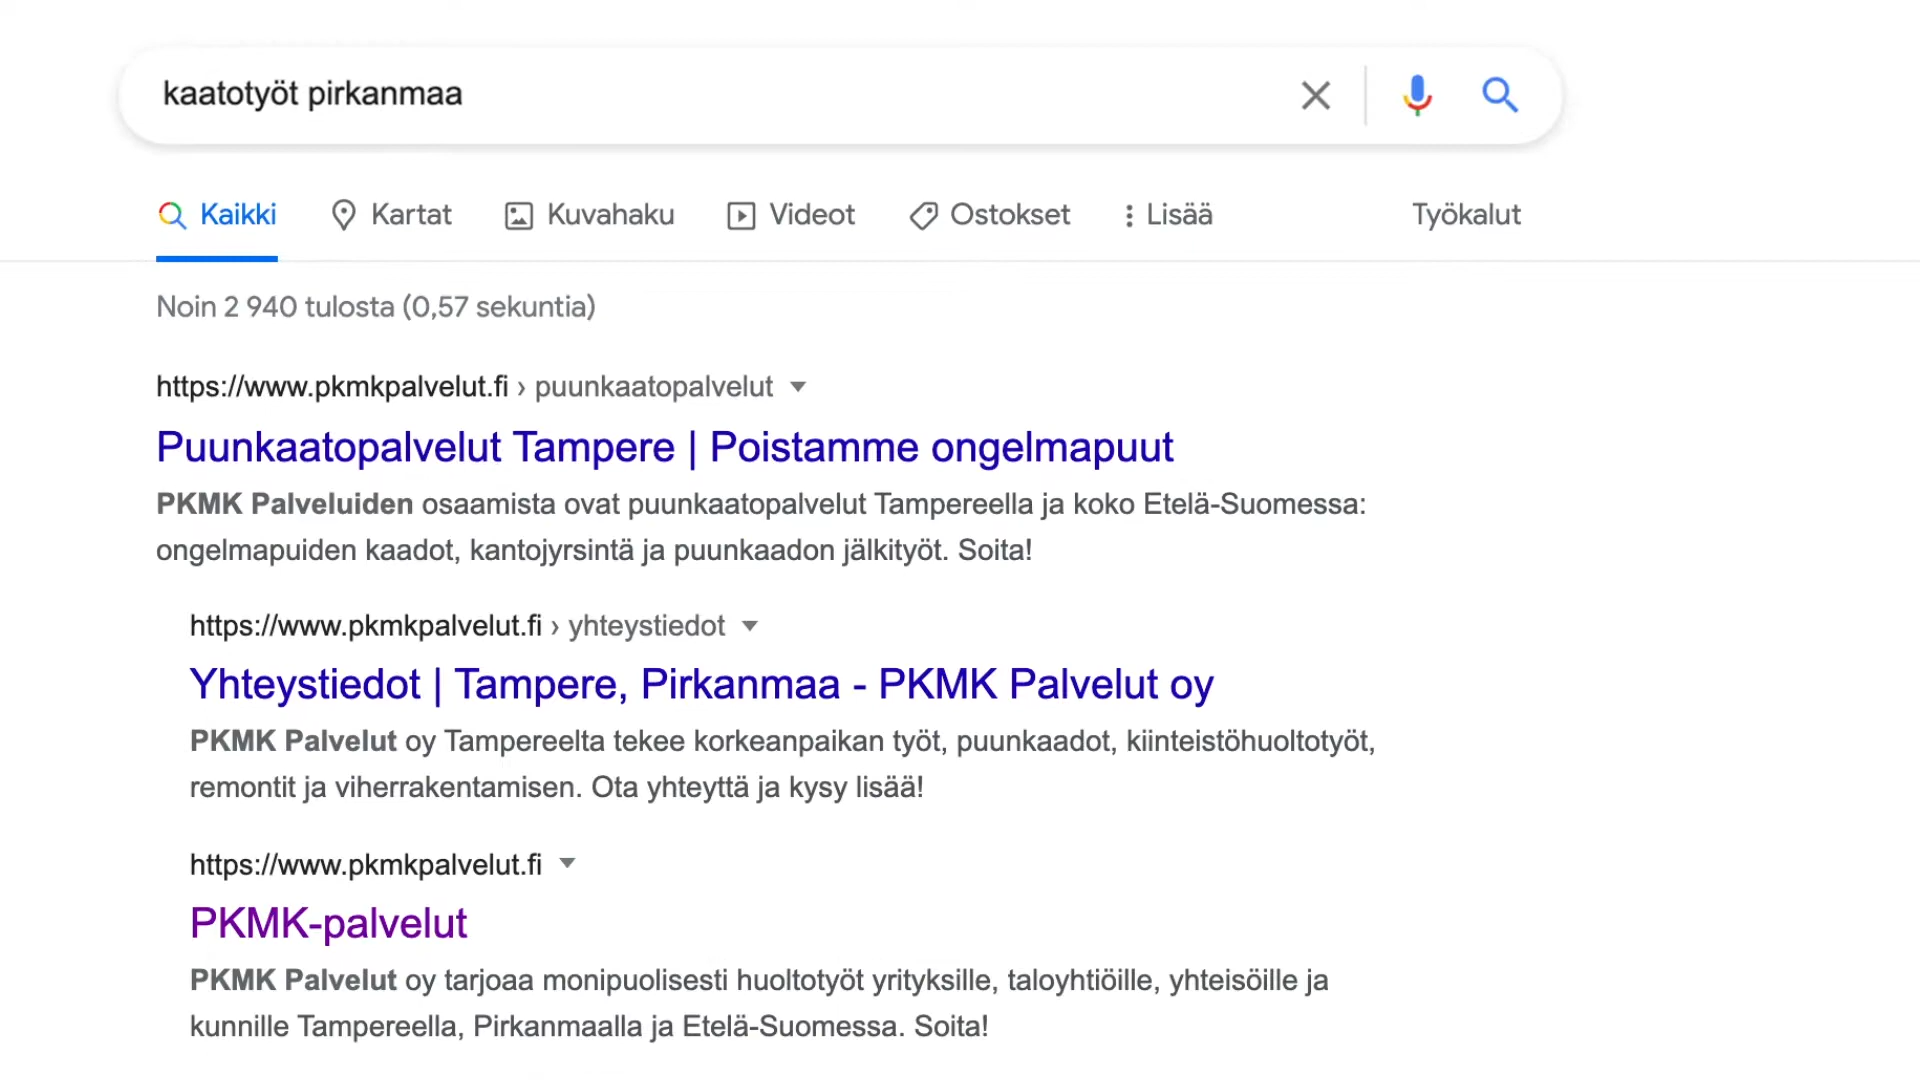 kaatotyöt pirkanmaa
Kaikki Kartat Kuvahaku Videot Ostokset Lisää Työkalut
Noin 2 940 tulosta (0,57 sekuntia)
https://www.pkmkpalvelut.fi › puunkaatopalvelut
Puunkaatopalvelut Tampere | Poistamme ongelmapuut
PKMK Palveluiden osaamista ovat puunkaatopalvelut Tampereella ja koko Etelä-Suomessa:
ongelmapuiden kaadot, kantojyrsintä ja puunkaadon jälkityöt. Soita!
https://www.pkmkpalvelut.fi › yhteystiedot
Yhteystiedot | Tampere, Pirkanmaa - PKMK Palvelut oy
PKMK Palvelut oy Tampereelta tekee korkeanpaikan työt, puunkaadot, kiinteistöhuoltotyöt,
remontit ja viherrakentamisen. Ota yhteyttä ja kysy lisää!
https://www.pkmkpalvelut.fi
PKMK-palvelut
PKMK Palvelut oy tarjoaa monipuolisesti huoltotyöt yrityksille, taloyhtiöille, yhteisöille ja
kunnille Tampereella, Pirkanmaalla ja Etelä-Suomessa. Soita!